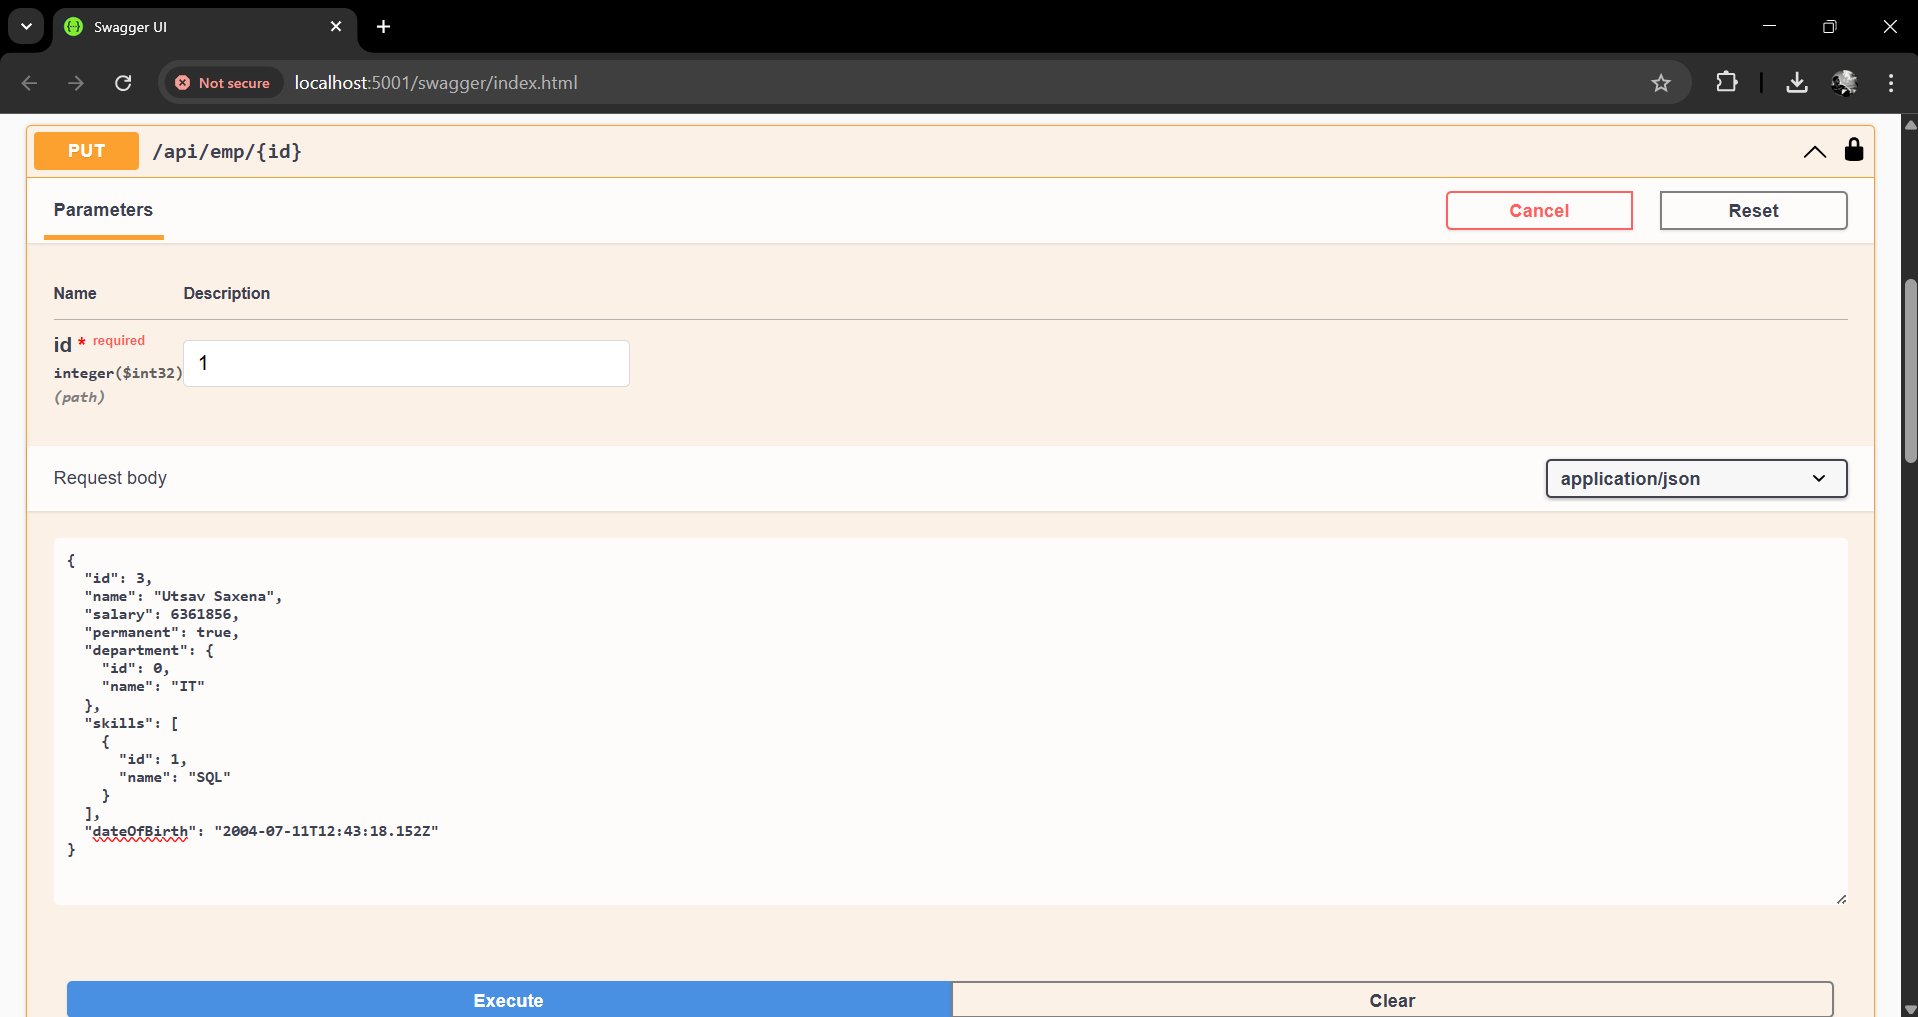 Swagger UI
Not secure
localhost:5001/swagger/index.html
PUT
/api/emp/{id}
Parameters
Cancel
Reset
Name
Description
id * required
1
integer($int32)
(path)
Request body
application/json
{
  "id": 3,
  "name": "Utsav Saxena",
  "salary": 6361856,
  "permanent": true,
  "department": {
    "id": 0,
    "name": "IT"
  },
  "skills": [
    {
      "id": 1,
      "name": "SQL"
    }
  ],
  "dateOfBirth": "2004-07-11T12:43:18.152Z"
}
Execute
Clear